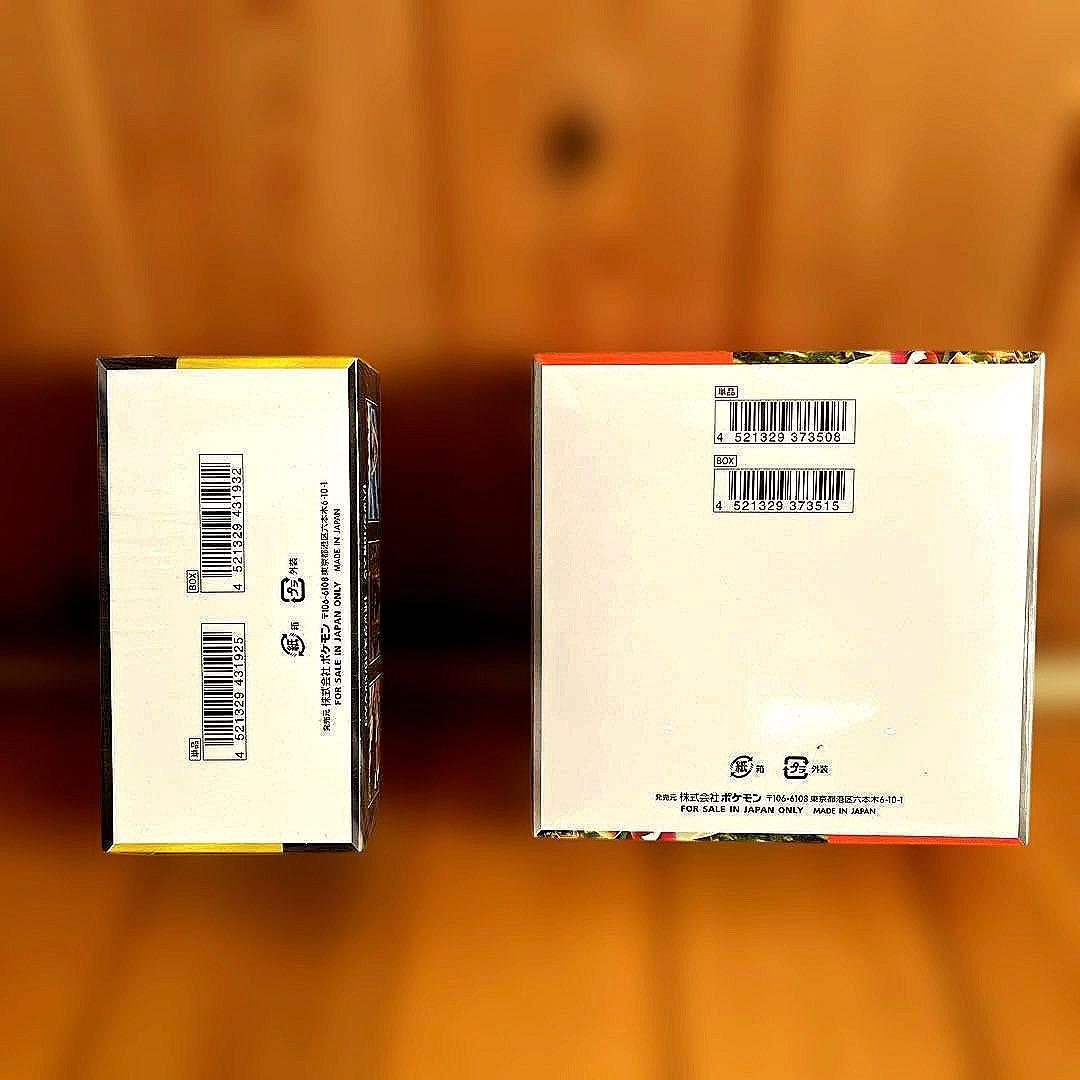 BOX
4 521329 431932
単品
4 521329 431925
紙 箱
プラ 外装
発売元 株式会社ポケモン 〒106-6108 東京都港区六本木6-10-1
FOR SALE IN JAPAN ONLY MADE IN JAPAN
単品
4 521329 373508
BOX
4 521329 373515
紙 箱 プラ 外装
発売元 株式会社ポケモン 〒106-6108 東京都港区六本木6-10-1
FOR SALE IN JAPAN ONLY MADE IN JAPAN